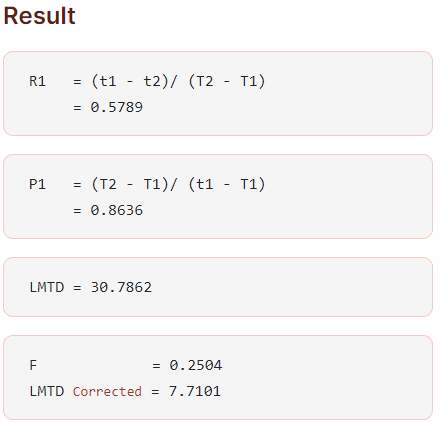 Result
R1 = (t1 - t2)/ (T2 - T1)
= 0.5789
P1 = (T2 - T1)/ (t1 - T1)
= 0.8636
LMTD = 30.7862
F = 0.2504
LMTD Corrected = 7.7101